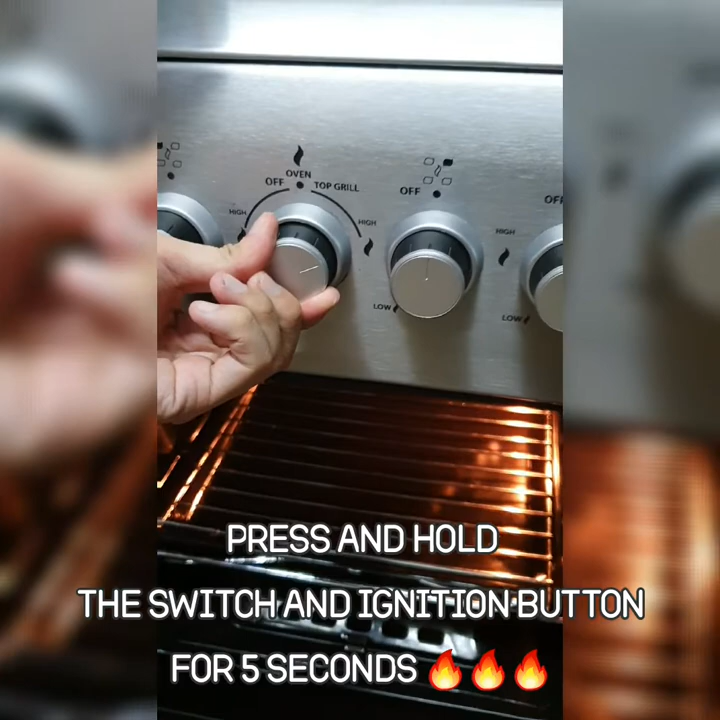 OVEN
OFF
TOP GRILL
HIGH
HIGH
OFF
LOW
HIGH
LOW
PRESS AND HOLD
THE SWITCH AND IGNITION BUTTON
FOR 5 SECONDS 🔥🔥🔥